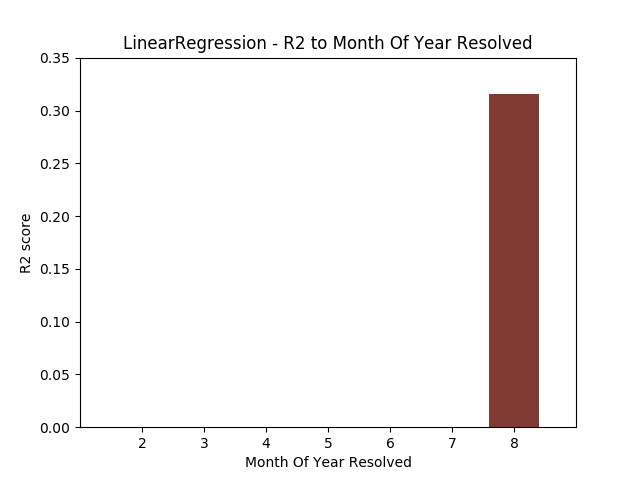 LinearRegression - R2 to Month Of Year Resolved
0.35
0.30
0.25
0.20
0.15
0.10
0.05
0.00
R2 score
2 3 4 5 6 7 8
Month Of Year Resolved